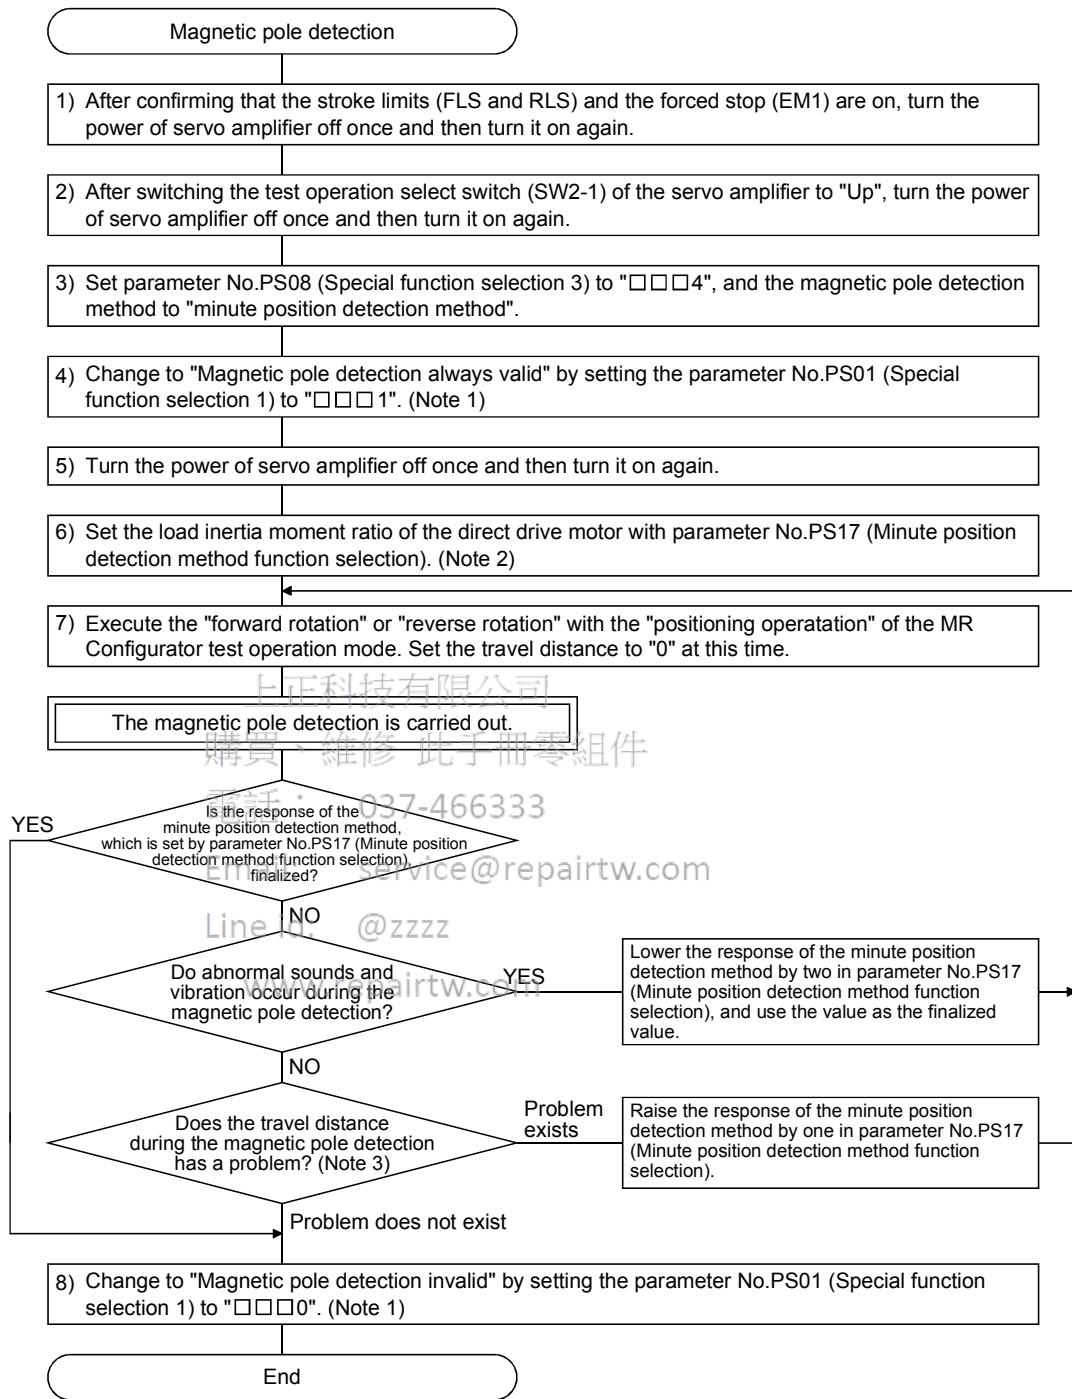 Magnetic pole detection
1) After confirming that the stroke limits (FLS and RLS) and the forced stop (EM1) are on, turn the
power of servo amplifier off once and then turn it on again.
2) After switching the test operation select switch (SW2-1) of the servo amplifier to "Up", turn the power
of servo amplifier off once and then turn it on again.
3) Set parameter No.PS08 (Special function selection 3) to "□□□4", and the magnetic pole detection
method to "minute position detection method".
4) Change to "Magnetic pole detection always valid" by setting the parameter No.PS01 (Special
function selection 1) to "□□□1". (Note 1)
5) Turn the power of servo amplifier off once and then turn it on again.
6) Set the load inertia moment ratio of the direct drive motor with parameter No.PS17 (Minute position
detection method function selection). (Note 2)
7) Execute the "forward rotation" or "reverse rotation" with the "positioning operatation" of the MR
Configurator test operation mode. Set the travel distance to "0" at this time.
上正科技有限公司
The magnetic pole detection is carried out.
購買、維修 此手冊零組件
電話： 037-466333
Is the response of the
minute position detection method,
which is set by parameter No.PS17 (Minute position
detection method function selection),
finalized?
YES
Email: service@repairtw.com
NO
Line id: @zzzz
Do abnormal sounds and
vibration occur during the
magnetic pole detection?
YES
www.repairtw.com
Lower the response of the minute position
detection method by two in parameter No.PS17
(Minute position detection method function
selection), and use the value as the finalized
value.
NO
Does the travel distance
during the magnetic pole detection
has a problem? (Note 3)
Problem
exists
Raise the response of the minute position
detection method by one in parameter No.PS17
(Minute position detection method function
selection).
Problem does not exist
8) Change to "Magnetic pole detection invalid" by setting the parameter No.PS01 (Special function
selection 1) to "□□□0". (Note 1)
End